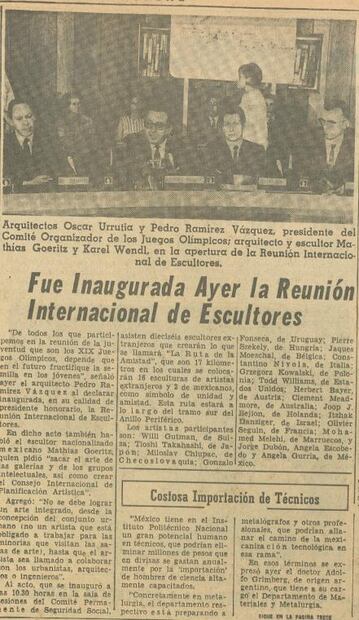 Arquitectos Oscar Urrutia y Pedro Ramírez Vázquez, presidente del
Comité Organizador de los Juegos Olímpicos; arquitecto y escultor Ma-
thías Goeritz y Karel Wendl, en la apertura de la Reunión Internacio-
nal de Escultores.
Fue Inaugurada Ayer la Reunión
Internacional de Escultores
"De todos los que partici-
pemos en la reunión de la ju-
ventud que son los XIX Jue-
gos Olímpicos, depende que
en el futuro fructifique la se-
milla en los jóvenes", señaló
ayer el arquitecto Pedro Ra-
mírez Vázquez al declarar
inaugurada, en su calidad de
presidente honorario, la Reu-
nión Internacional de Escul-
tores.
En dicho acto también ha-
bló el escultor nacionalizado
mexicano Mathías Goeritz,
quien pidió "sacar el arte de
las galerías y de los grupos
intelectuales, así como crear
el Consejo Internacional de
Planificación Artística".
Agregó: "No se debe lograr
un arte integrado, desde la
concepción del conjunto urba-
no no un artista que está
obligado a trabajar para las
minorías que visitan las sa-
las de arte), hasta que el ar-
tista sea llamado a colaborar
con los urbanistas, arquitec-
tos o ingenieros".
Al acto, que se inauguró a
las 10.30 horas en la sala de
sesiones del Comité Perma-
nente de Seguridad Social,
asisten dieciséis escultores ex-
tranjeros que crearán lo que
se llamará "La Ruta de la
Amistad", que son 17 kilóme-
tros en los cuales se coloca-
rán 16 esculturas de artistas
extranjeros y 2 de mexicanos,
como símbolo de unidad y
amistad. Esta ruta estará a
lo largo del tramo sur del
Anillo Periférico.
Los artistas participantes
son: Willi Gutman, de Sui-
za; Tioshi Takahashi, de Ja-
pón; Miloslav Chlupac, de
Checoslovaquia; Gonzalo
Fonseca, de Uruguay; Pierre
Szekely, de Hungría; Jaques
Moeschal, de Bélgica; Cons-
tantino Nivola, de Italia;
Grzegorz Kowalski, de Polo-
nia; Todd Williams, de Esta-
dos Unidos; Herbert Bayer,
de Austria; Clement Mead-
more, de Australia; Joop J.
Beljon, de Holanda; Itzhak
Danziger, de Israel; Olivier
Seguin, de Francia; Moha-
med Melehi, de Marruecos, y
Jorge Dubón, Angela Escobe-
do y Angela Gurría, de Mé-
xico.
Costosa Importación de Técnicos
"México tiene en el Insti-
tuto Politécnico Nacional
un gran potencial humano
en técnicos, que podrían eli-
minar millones de pesos que
en divisas se gastan anual-
mente por la 'importación'
de hombres de ciencia alta-
mente capacitados.
"Concretamente en meta-
lurgia, el departamento res-
pectivo está preparando a
metalógrafos y otros profe-
sionales, que podrían alla-
nar el camino de la mexica-
nización tecnológica en
esa rama".
En esos términos se ex-
presó ayer el doctor Adol-
fo Grimberg, de origen ar-
gentino, que tiene a su car-
go el Departamento de Ma-
teriales y Metalurgia.
SIGUE EN LA PAGINA TRECE